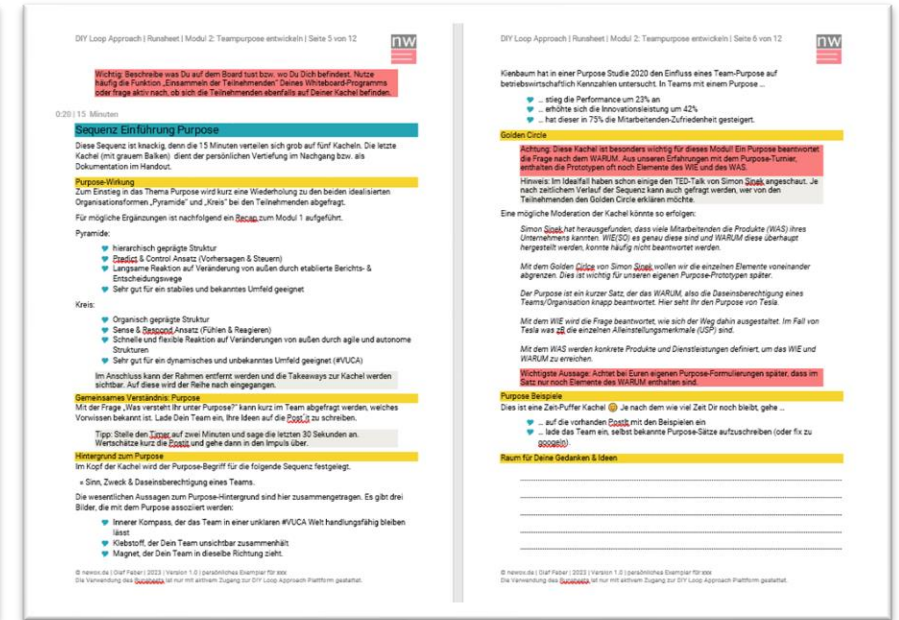 DIY Loop Approach | Runsheet | Modul 2: Teampurpose entwickeln | Seite 5 von 12
nw
Wichtig: Beschreibe was Du auf dem Board tust bzw. wo Du Dich befindest. Nutze
häufig die Funktion „Einsammeln der Teilnehmenden" Deines Whiteboard-Programms
oder frage aktiv nach, ob sich die Teilnehmenden ebenfalls auf Deiner Kachel befinden.
0:20 | 15 Minuten
Sequenz Einführung Purpose
Diese Sequenz ist knackig, denn die 15 Minuten verteilen sich grob auf fünf Kacheln. Die letzte
Kachel (mit grauem Balken) dient der persönlichen Vertiefung im Nachgang bzw. als
Dokumentation im Handout.
Purpose-Wirkung
Zum Einstieg in das Thema Purpose wird kurz eine Wiederholung zu den beiden idealisierten
Organisationsformen „Pyramide" und „Kreis" bei den Teilnehmenden abgefragt.
Für mögliche Ergänzungen ist nachfolgend ein Recap zum Modul 1 aufgeführt.
Pyramide:
hierarchisch geprägte Struktur
Predict & Control Ansatz (Vorhersagen & Steuern)
Langsame Reaktion auf Veränderung von außen durch etablierte Berichts- &
Entscheidungswege
Sehr gut für ein stabiles und bekanntes Umfeld geeignet
Kreis:
Organisch geprägte Struktur
Sense & Respond Ansatz (Fühlen & Reagieren)
Schnelle und flexible Reaktion auf Veränderungen von außen durch agile und autonome
Strukturen
Sehr gut für ein dynamisches und unbekanntes Umfeld geeignet (#VUCA)
Im Anschluss kann der Rahmen entfernt werden und die Takeaways zur Kachel werden
sichtbar. Auf diese wird der Reihe nach eingegangen.
Gemeinsames Verständnis: Purpose
Mit der Frage „Was versteht Ihr unter Purpose?" kann kurz im Team abgefragt werden, welches
Vorwissen bekannt ist. Lade Dein Team ein, Ihre Ideen auf die Post´it zu schreiben.
Tipp: Stelle den Timer auf zwei Minuten und sage die letzten 30 Sekunden an.
Wertschätze kurz die Postit und gehe dann in den Impuls über.
Hintergrund zum Purpose
Im Kopf der Kachel wird der Purpose-Begriff für die folgende Sequenz festgelegt.
= Sinn, Zweck & Daseinsberechtigung eines Teams.
Die wesentlichen Aussagen zum Purpose-Hintergrund sind hier zusammengetragen. Es gibt drei
Bilder, die mit dem Purpose assoziiert werden:
Innerer Kompass, der das Team in einer unklaren #VUCA Welt handlungsfähig bleiben
lässt
Klebstoff, der Dein Team unsichtbar zusammenhält
Magnet, der Dein Team in dieselbe Richtung zieht.
© newox.de | Olaf Faber | 2023 | Version 1.0 | persönliches Exemplar für xxx
Die Verwendung des Runsheets ist nur mit aktivem Zugang zur DIY Loop Approach Plattform gestattet.
DIY Loop Approach | Runsheet | Modul 2: Teampurpose entwickeln | Seite 6 von 12
nw
Kienbaum hat in einer Purpose Studie 2020 den Einfluss eines Team-Purpose auf
betriebswirtschaftlich Kennzahlen untersucht. In Teams mit einem Purpose ...
... stieg die Performance um 23% an
... erhöhte sich die Innovationsleistung um 42%
... hat dieser in 75% die Mitarbeitenden-Zufriedenheit gesteigert.
Golden Circle
Achtung: Diese Kachel ist besonders wichtig für dieses Modul! Ein Purpose beantwortet
die Frage nach dem WARUM. Aus unseren Erfahrungen mit dem Purpose-Turnier,
enthalten die Prototypen oft noch Elemente des WIE und des WAS.
Hinweis: Im Idealfall haben schon einige den TED-Talk von Simon Sinek angeschaut. Je
nach zeitlichem Verlauf der Sequenz kann auch gefragt werden, wer von den
Teilnehmenden den Golden Circle erklären möchte.
Eine mögliche Moderation der Kachel könnte so erfolgen:
Simon Sinek hat herausgefunden, dass viele Mitarbeitenden die Produkte (WAS) ihres
Unternehmens kannten. WIE(SO) es genau diese sind und WARUM diese überhaupt
hergestellt werden, konnte häufig nicht beantwortet werden.
Mit dem Golden Cirlce von Simon Sinek wollen wir die einzelnen Elemente voneinander
abgrenzen. Dies ist wichtig für unseren eigenen Purpose-Prototypen später.
Der Purpose ist ein kurzer Satz, der das WARUM, also die Daseinsberechtigung eines
Teams/Organisation knapp beantwortet. Hier seht Ihr den Purpose von Tesla.
Mit dem WIE wird die Frage beantwortet, wie sich der Weg dahin ausgestaltet. Im Fall von
Tesla was zB die einzelnen Alleinstellungsmerkmale (USP) sind.
Mit dem WAS werden konkrete Produkte und Dienstleistungen definiert, um das WIE und
WARUM zu erreichen.
Wichtigste Aussage: Achtet bei Euren eigenen Purpose-Formulierungen später, dass im
Satz nur noch Elemente des WARUM enthalten sind.
Purpose Beispiele
Dies ist eine Zeit-Puffer Kachel 😊 Je nach dem wie viel Zeit Dir noch bleibt, gehe ...
... auf die vorhanden Postit mit den Beispielen ein
... lade das Team ein, selbst bekannte Purpose-Sätze aufzuschreiben (oder fix zu
googeln).
Raum für Deine Gedanken & Ideen
© newox.de | Olaf Faber | 2023 | Version 1.0 | persönliches Exemplar für xxx
Die Verwendung des Runsheets ist nur mit aktivem Zugang zur DIY Loop Approach Plattform gestattet.